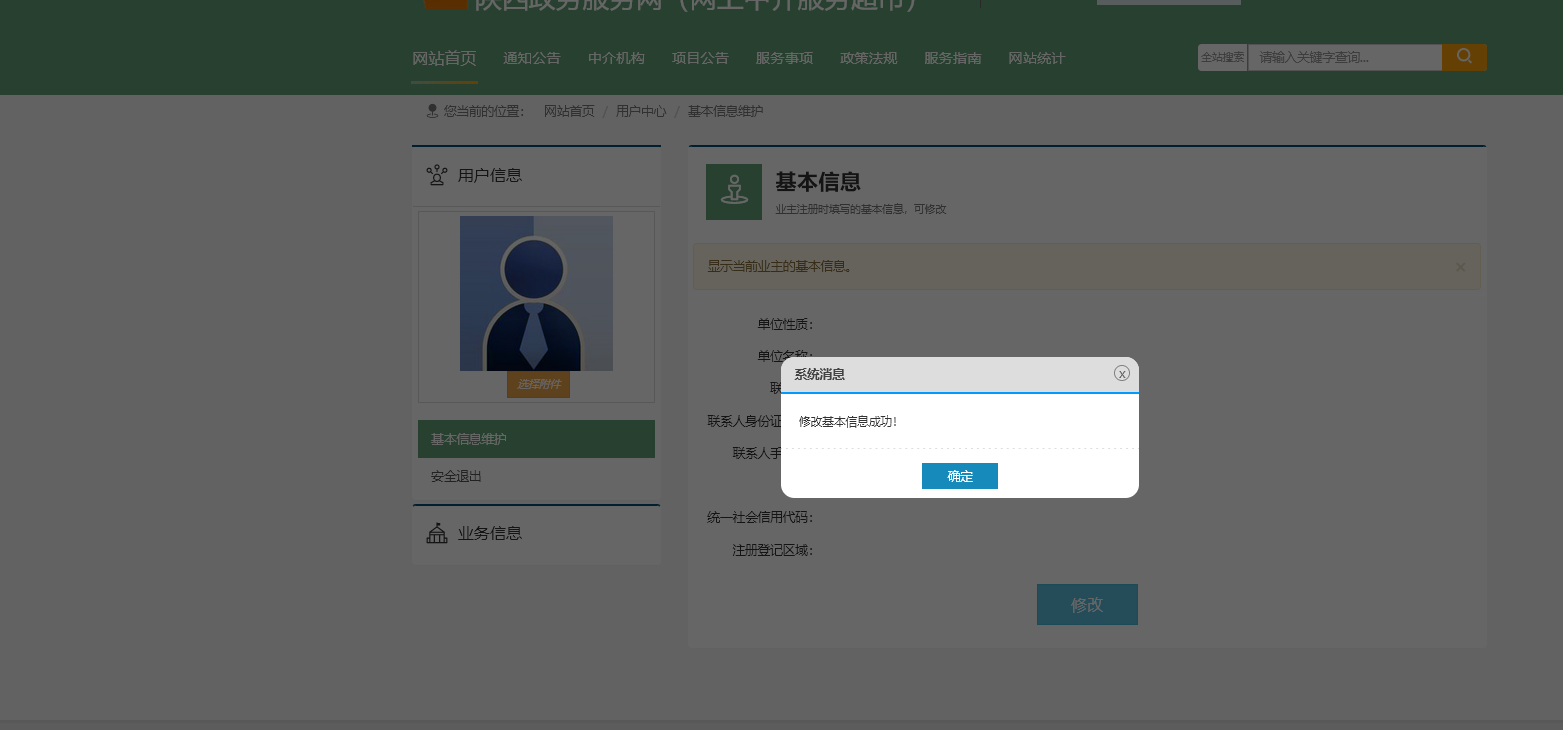 陕西政务服务网（网上中介服务超市）
网站首页 通知公告 中介机构 项目公告 服务事项 政策法规 服务指南 网站统计 全站搜索 请输入关键字查询...
您当前的位置： 网站首页 / 用户中心 / 基本信息维护
用户信息
选择附件
基本信息维护
安全退出
业务信息
基本信息
业主注册时填写的基本信息，可修改
显示当前业主的基本信息。 ×
单位性质：
单位名称：
联
联系人身份证
联系人手
统一社会信用代码：
注册登记区域：
修改
系统消息 x
修改基本信息成功！
确定